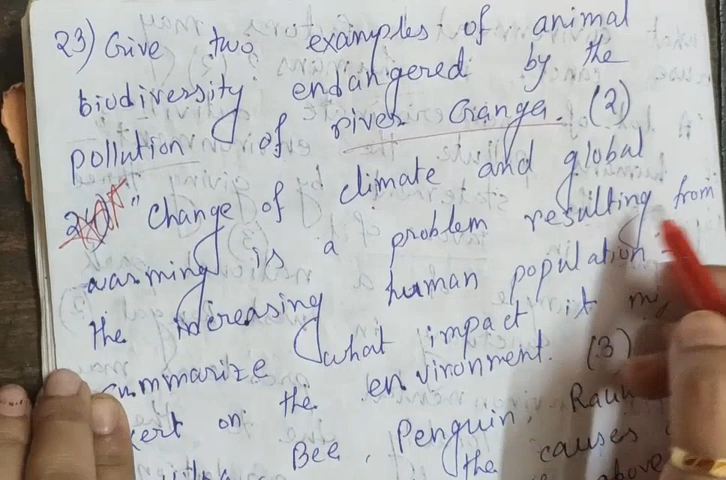 23) Give two examples of animal
biodiversity endangered by the
pollution of river Ganga. (2)
24) "Change of climate and global
warming is a problem resulting from
the increasing human population -
summarize what impact it
exert on the environment. (3)
Bee, Penguin,
the causes
above